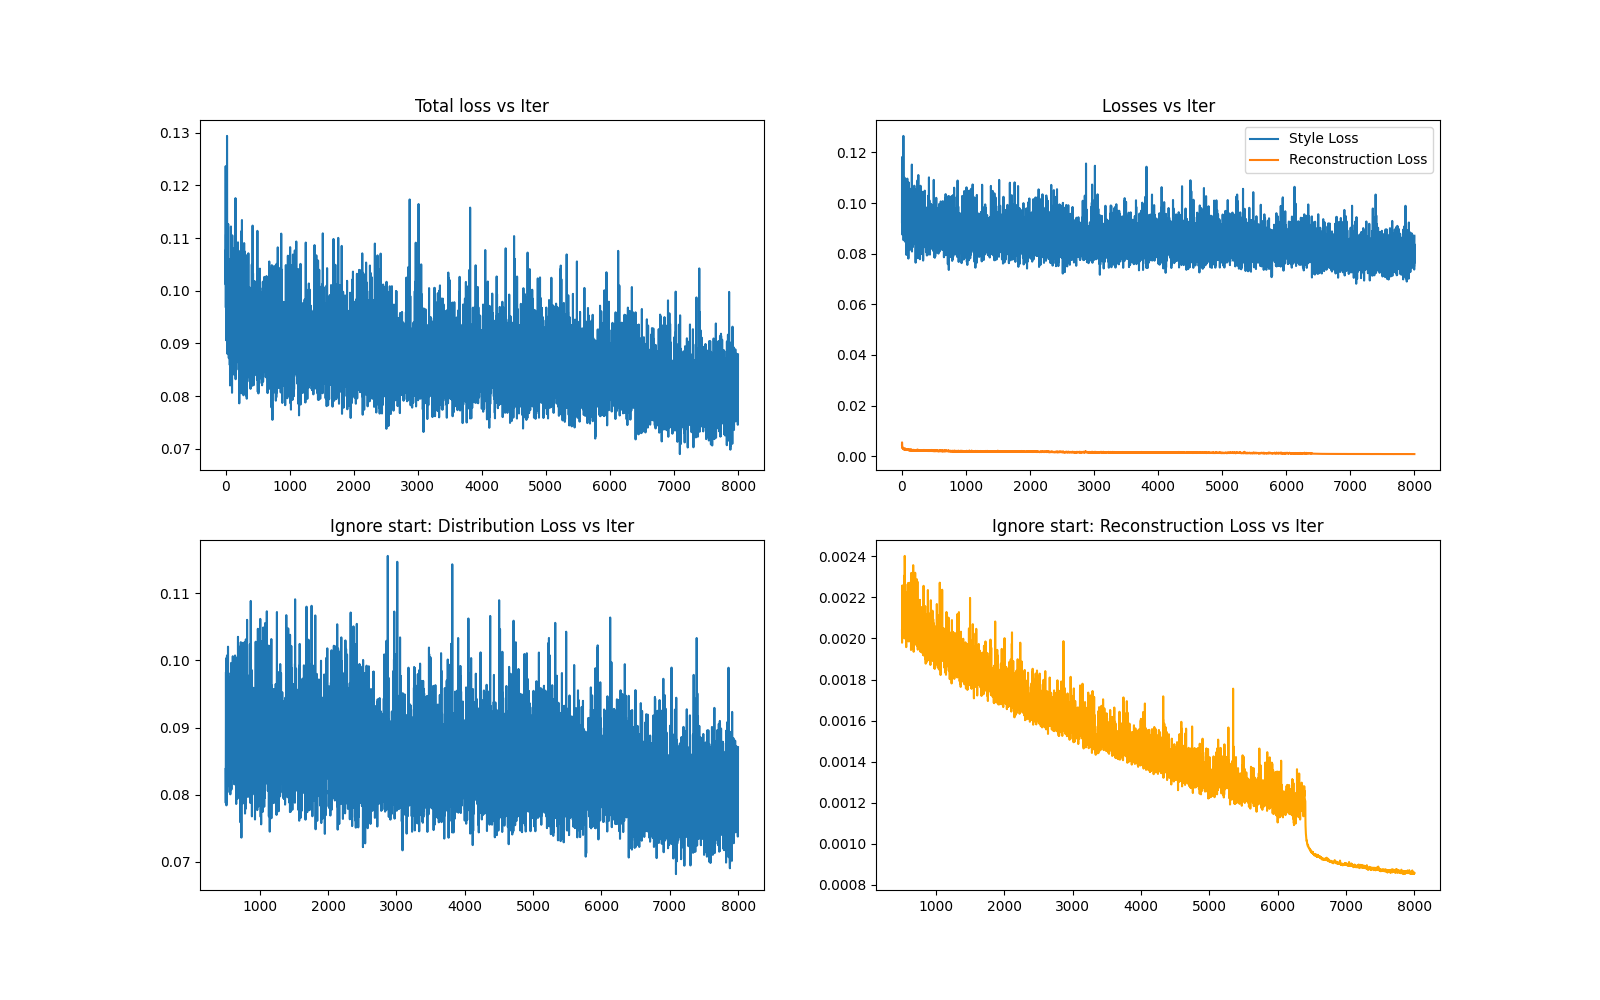 Total loss vs Iter
0.13
0.12
0.11
0.10
0.09
0.08
0.07
0 1000 2000 3000 4000 5000 6000 7000 8000
Losses vs Iter
Style Loss
Reconstruction Loss
0.12
0.10
0.08
0.06
0.04
0.02
0.00
0 1000 2000 3000 4000 5000 6000 7000 8000
Ignore start: Distribution Loss vs Iter
0.11
0.10
0.09
0.08
0.07
1000 2000 3000 4000 5000 6000 7000 8000
Ignore start: Reconstruction Loss vs Iter
0.0024
0.0022
0.0020
0.0018
0.0016
0.0014
0.0012
0.0010
0.0008
1000 2000 3000 4000 5000 6000 7000 8000